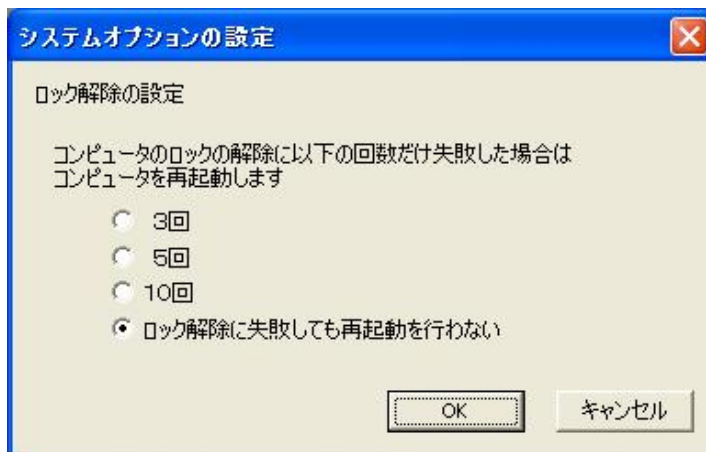 システムオプションの設定
ロック解除の設定
コンピュータのロックの解除に以下の回数だけ失敗した場合は
コンピュータを再起動します
3回
5回
10回
ロック解除に失敗しても再起動を行わない
OK
キャンセル